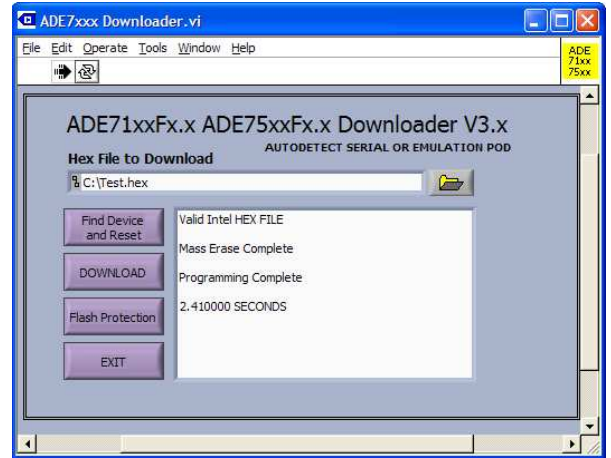 ADE7xxx Downloader.vi
File Edit Operate Tools Window Help
ADE
71xx
75xx
ADE71xxFx.x ADE75xxFx.x Downloader V3.x
AUTODETECT SERIAL OR EMULATION POD
Hex File to Download
C:\Test.hex
Find Device
and Reset
DOWNLOAD
Flash Protection
EXIT
Valid Intel HEX FILE
Mass Erase Complete
Programming Complete
2.410000 SECONDS